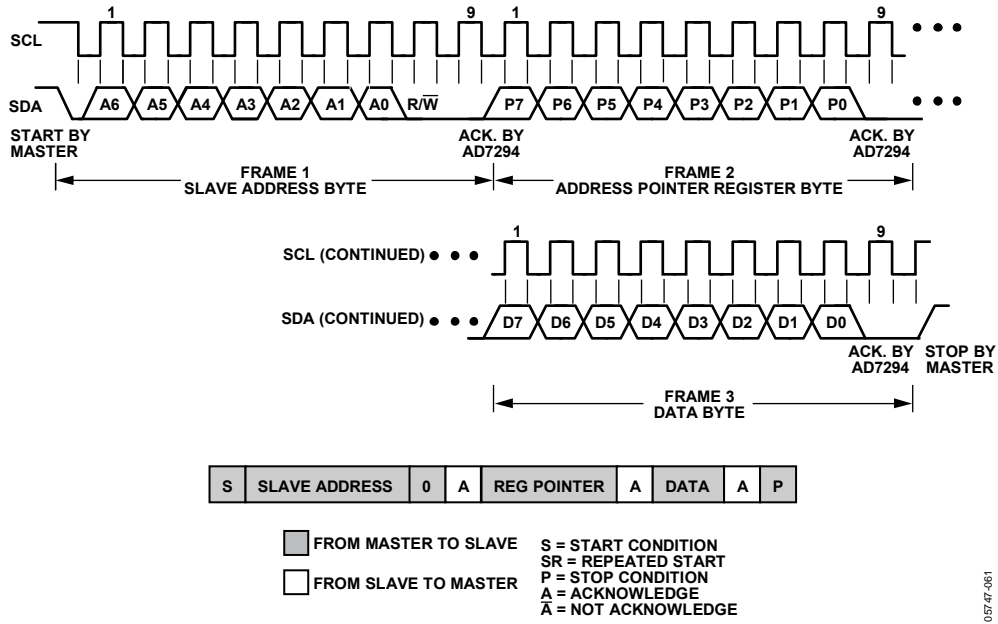 1 9 1 9
SCL
SDA A6 A5 A4 A3 A2 A1 A0 R/W̅ P7 P6 P5 P4 P3 P2 P1 P0
START BY
MASTER
ACK. BY
AD7294
ACK. BY
AD7294
FRAME 1
SLAVE ADDRESS BYTE
FRAME 2
ADDRESS POINTER REGISTER BYTE
1 9
SCL (CONTINUED)
SDA (CONTINUED) D7 D6 D5 D4 D3 D2 D1 D0
ACK. BY
AD7294
STOP BY
MASTER
FRAME 3
DATA BYTE
S SLAVE ADDRESS 0 A REG POINTER A DATA A P
FROM MASTER TO SLAVE
FROM SLAVE TO MASTER
S = START CONDITION
SR = REPEATED START
P = STOP CONDITION
A = ACKNOWLEDGE
A̅ = NOT ACKNOWLEDGE
05747-061